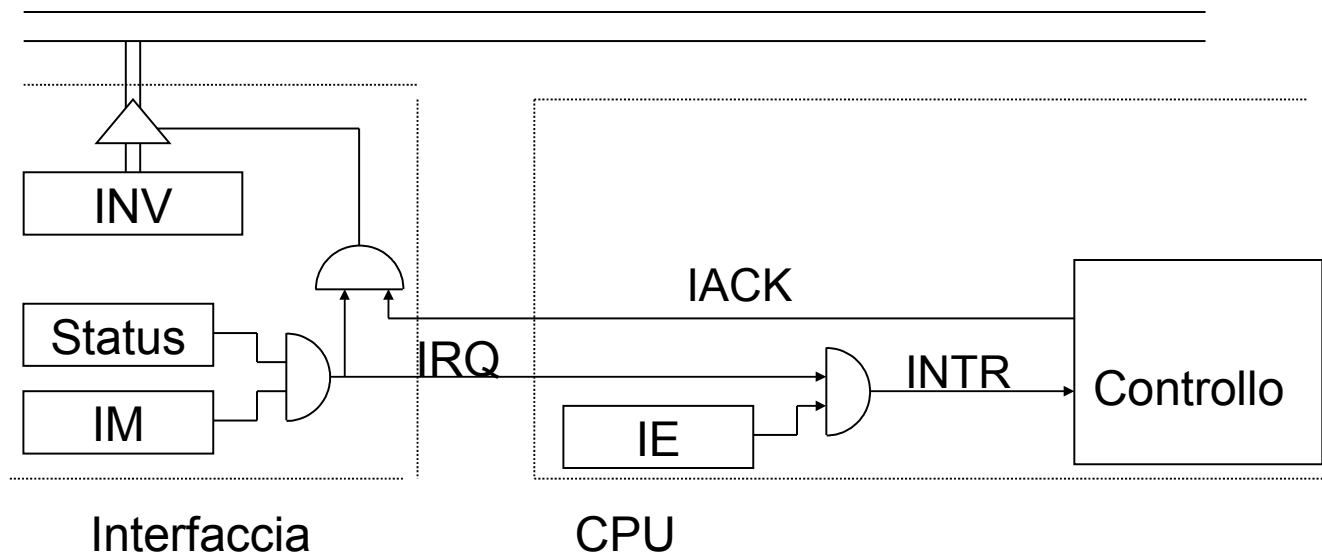 INV
IACK
Status
IRQ
INTR
Controllo
IM
IE
Interfaccia
CPU